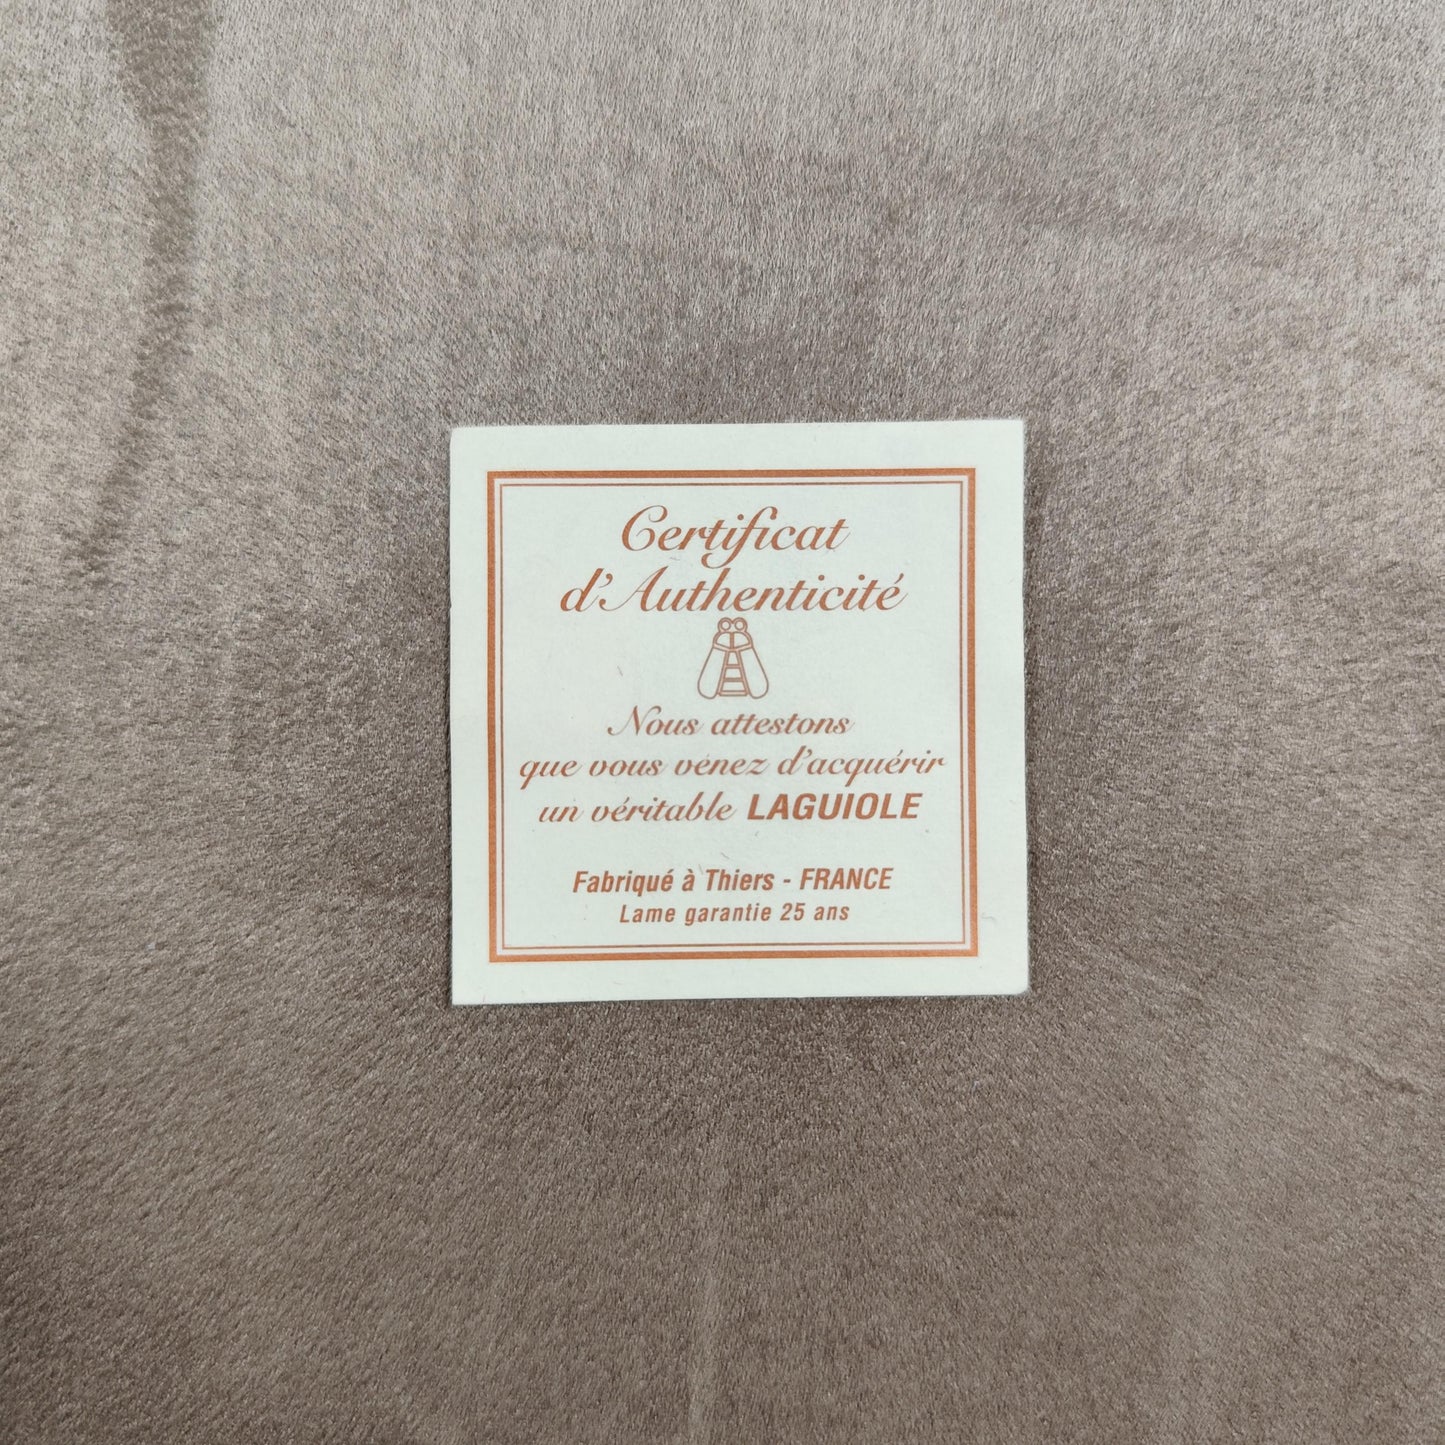 Certificat
d'Authenticité
Nous attestons
que vous venez d'acquérir
un véritable LAGUIOLE
Fabriqué à Thiers - FRANCE
Lame garantie 25 ans